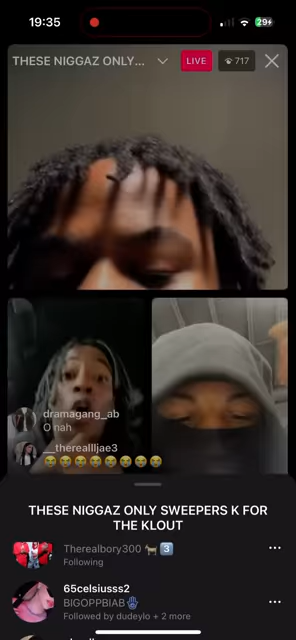 19:35
29
THESE NIGGAZ ONLY...
LIVE
717
dramagang_ab
O nah
__thereallljae3
😂😂😂😂😂😂😂😂
THESE NIGGAZ ONLY SWEEPERS K FOR
THE KLOUT
Therealbory300 🐐3️⃣
Following
65celsiusss2
BIGOPPBIAB🪬
Followed by dudeylo + 2 more